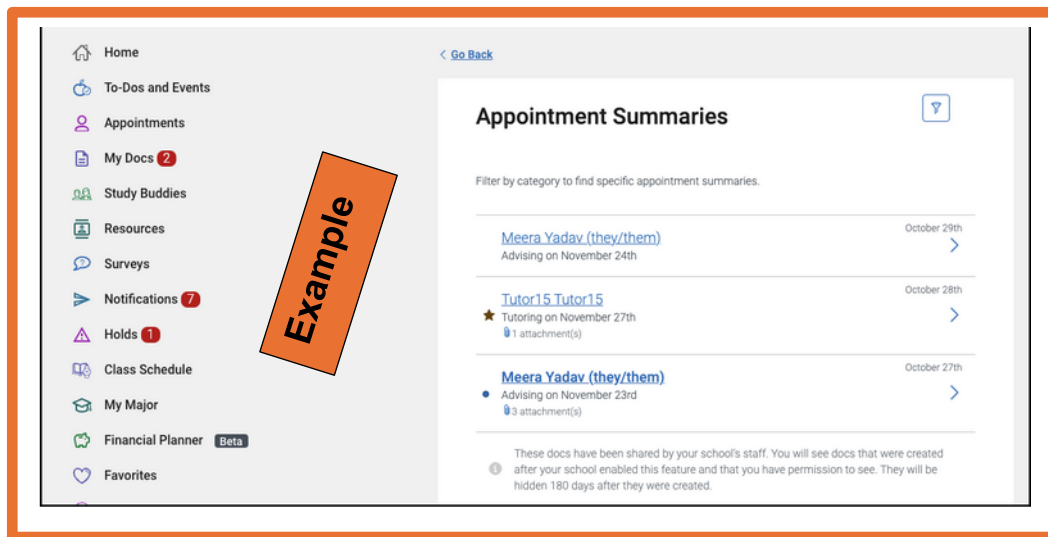 Home
To-Dos and Events
Appointments
My Docs 2
Study Buddies
Resources
Surveys
Notifications 7
Holds 1
Class Schedule
My Major
Financial Planner Beta
Favorites
Example
< Go Back
Appointment Summaries
Filter by category to find specific appointment summaries.
Meera Yadav (they/them)
October 29th
Advising on November 24th
Tutor15 Tutor15
October 28th
Tutoring on November 27th
1 attachment(s)
Meera Yadav (they/them)
October 27th
Advising on November 23rd
3 attachment(s)
These docs have been shared by your school's staff. You will see docs that were created
after your school enabled this feature and that you have permission to see. They will be
hidden 180 days after they were created.